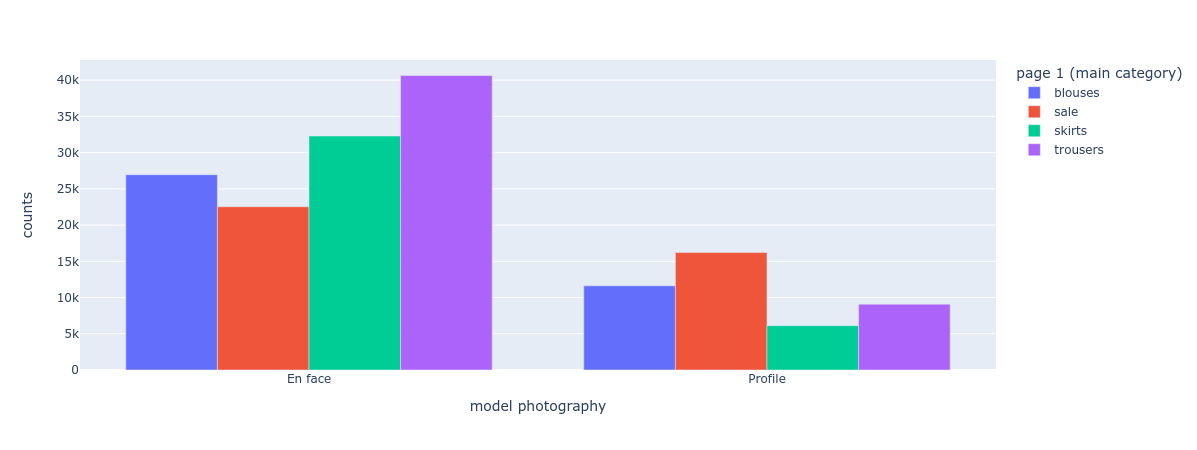 counts
40k
35k
30k
25k
20k
15k
10k
5k
0
En face
Profile
model photography
page 1 (main category)
blouses
sale
skirts
trousers